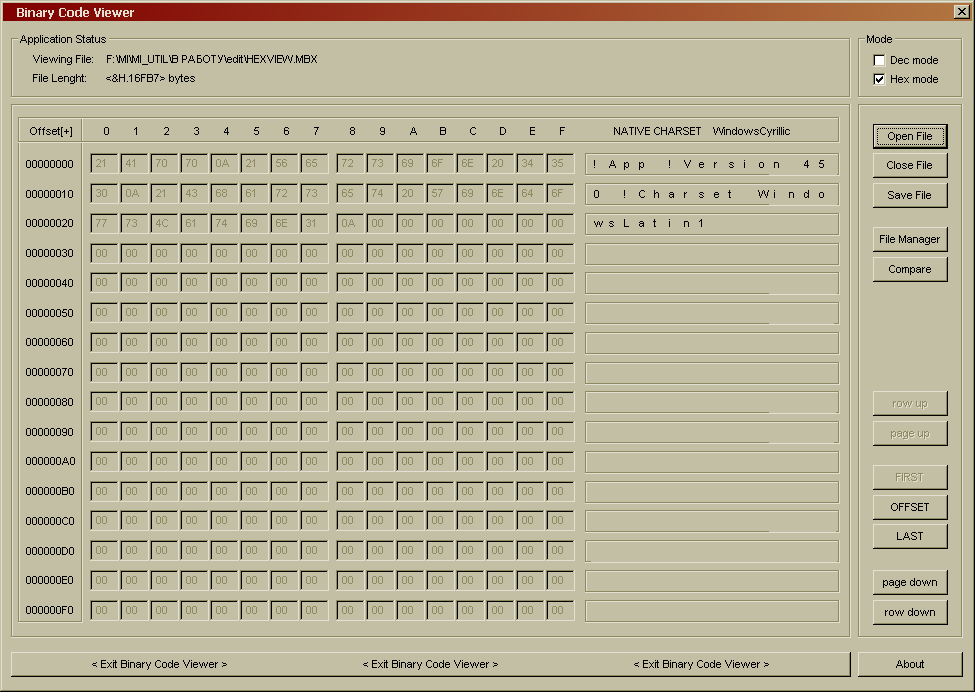 Binary Code Viewer
Application Status
Viewing File: F:\MIMI_UTIL\В РАБОТУ\edit\HEXVIEW.MBX
File Lenght: <&H.16FB7> bytes
Mode
Dec mode
Hex mode
Offset[+] 0 1 2 3 4 5 6 7 8 9 A B C D E F NATIVE CHARSET WindowsCyrillic
00000000 21 41 70 70 0A 21 56 65 72 73 69 6F 6E 20 34 35 ! A p p ! V e r s i o n 4 5
00000010 30 0A 21 43 68 61 72 73 65 74 20 57 69 6E 64 6F 0 ! C h a r s e t W i n d o
00000020 77 73 4C 61 74 69 6E 31 0A 00 00 00 00 00 00 00 w s L a t i n 1
00000030 00 00 00 00 00 00 00 00 00 00 00 00 00 00 00 00
00000040 00 00 00 00 00 00 00 00 00 00 00 00 00 00 00 00
00000050 00 00 00 00 00 00 00 00 00 00 00 00 00 00 00 00
00000060 00 00 00 00 00 00 00 00 00 00 00 00 00 00 00 00
00000070 00 00 00 00 00 00 00 00 00 00 00 00 00 00 00 00
00000080 00 00 00 00 00 00 00 00 00 00 00 00 00 00 00 00
00000090 00 00 00 00 00 00 00 00 00 00 00 00 00 00 00 00
000000A0 00 00 00 00 00 00 00 00 00 00 00 00 00 00 00 00
000000B0 00 00 00 00 00 00 00 00 00 00 00 00 00 00 00 00
000000C0 00 00 00 00 00 00 00 00 00 00 00 00 00 00 00 00
000000D0 00 00 00 00 00 00 00 00 00 00 00 00 00 00 00 00
000000E0 00 00 00 00 00 00 00 00 00 00 00 00 00 00 00 00
000000F0 00 00 00 00 00 00 00 00 00 00 00 00 00 00 00 00
Open File
Close File
Save File
File Manager
Compare
row up
page up
FIRST
OFFSET
LAST
page down
row down
< Exit Binary Code Viewer > < Exit Binary Code Viewer > < Exit Binary Code Viewer >
About